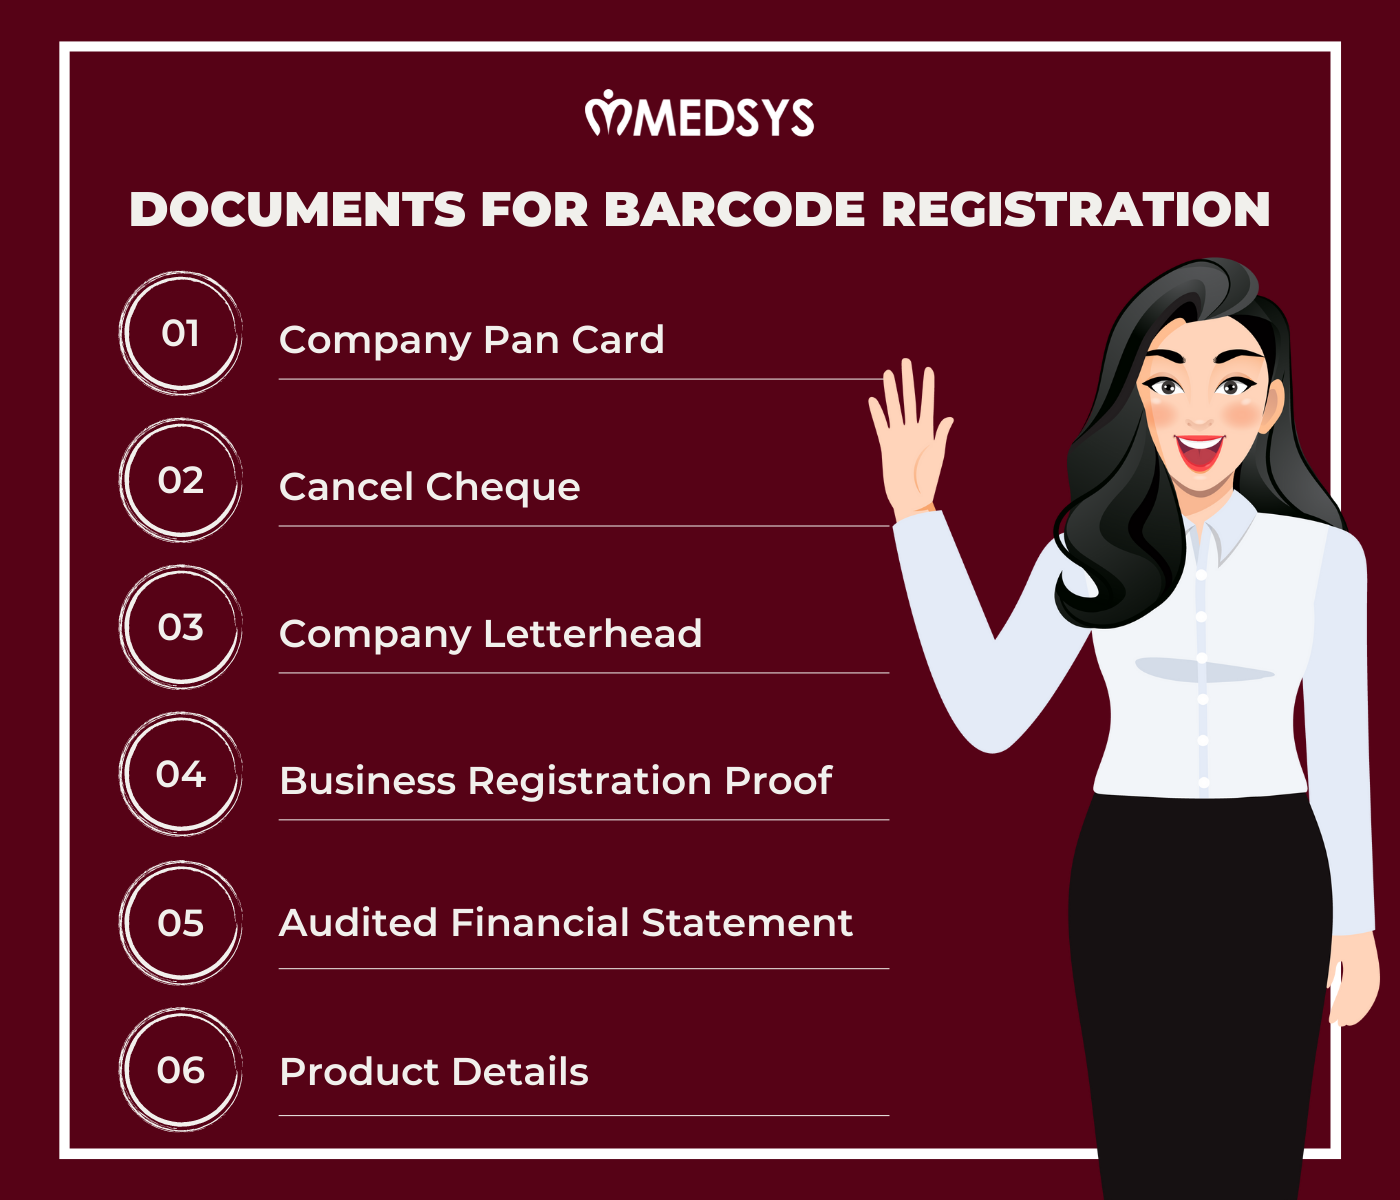 MEDSYS
DOCUMENTS FOR BARCODE REGISTRATION
01
Company Pan Card
02
Cancel Cheque
03
Company Letterhead
04
Business Registration Proof
05
Audited Financial Statement
06
Product Details